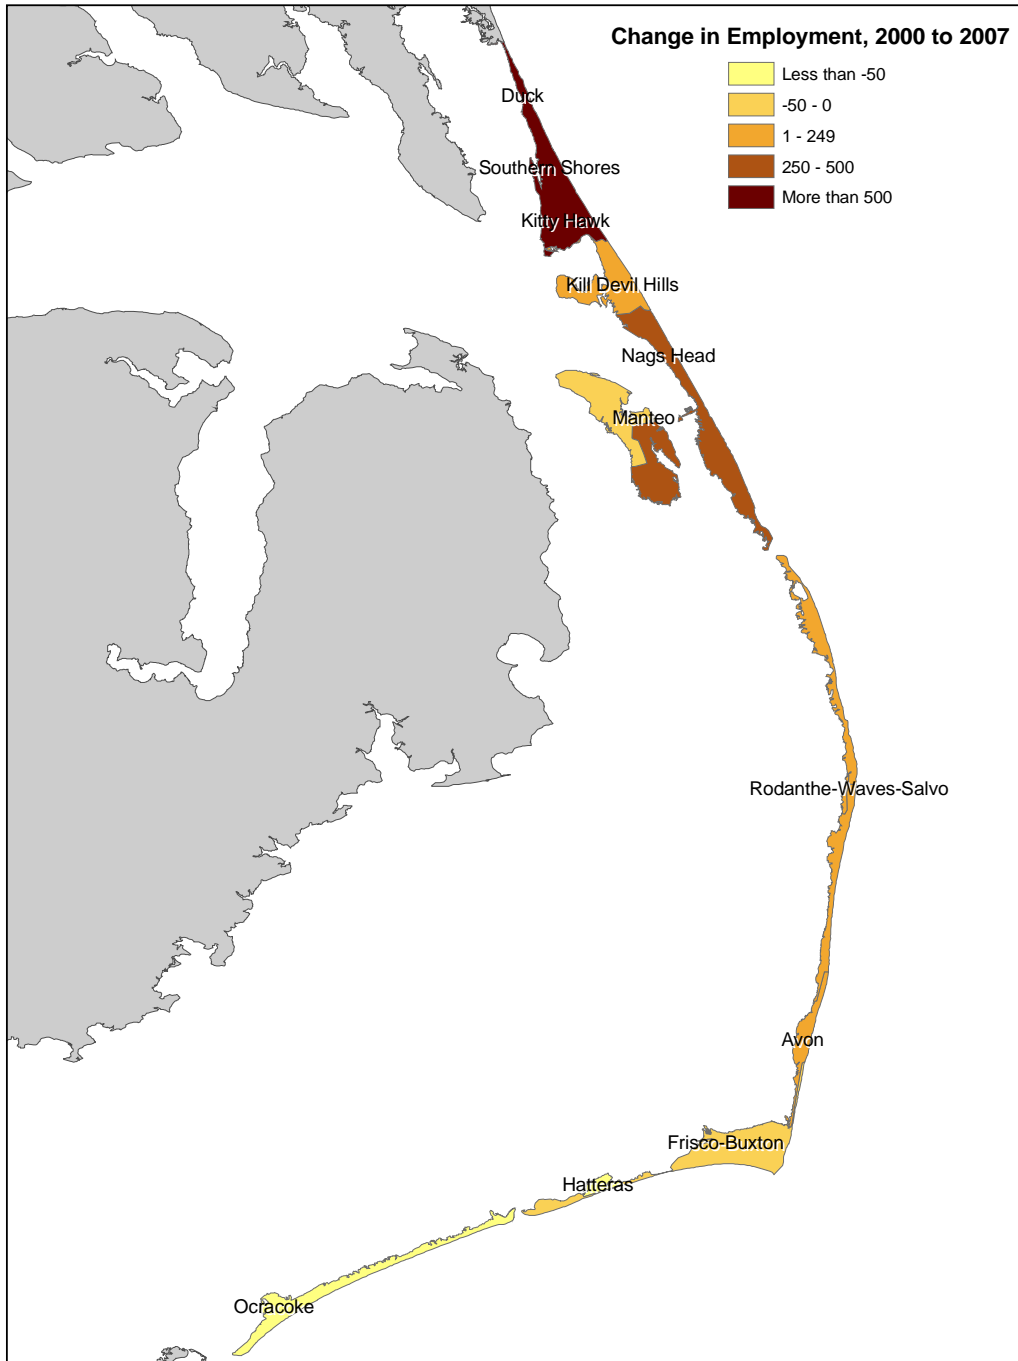 Change in Employment, 2000 to 2007
Less than -50
-50 - 0
1 - 249
250 - 500
More than 500
Duck
Southern Shores
Kitty Hawk
Kill Devil Hills
Nags Head
Manteo
Rodanthe-Waves-Salvo
Avon
Frisco-Buxton
Hatteras
Ocracoke